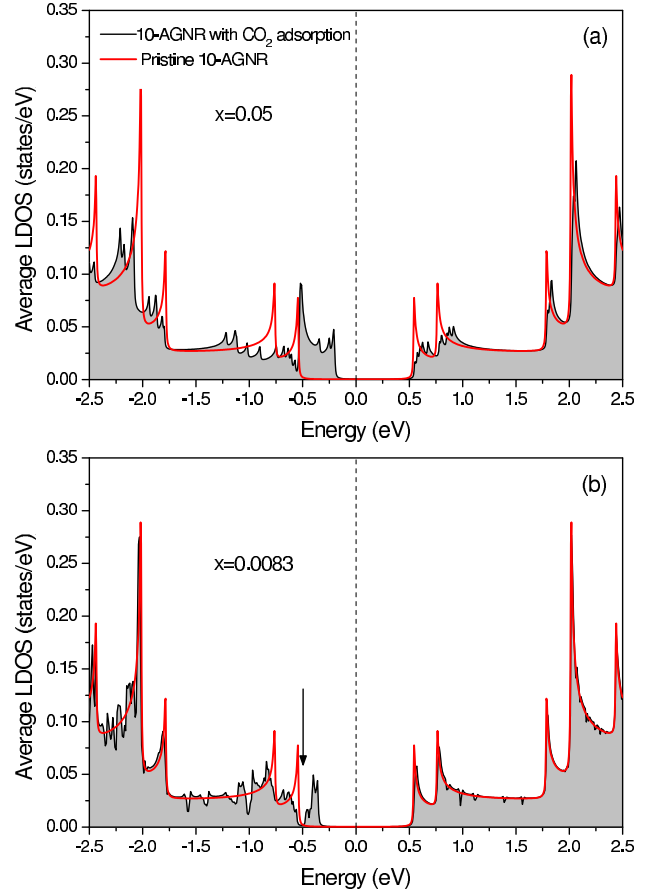 0.35
0.30
0.25
0.20
0.15
0.10
0.05
0.00
Average LDOS (states/eV)
10-AGNR with CO₂ adsorption
Pristine 10-AGNR
(a)
x=0.05
-2.5 -2.0 -1.5 -1.0 -0.5 0.0 0.5 1.0 1.5 2.0 2.5
Energy (eV)
0.35
0.30
0.25
0.20
0.15
0.10
0.05
0.00
Average LDOS (states/eV)
(b)
x=0.0083
-2.5 -2.0 -1.5 -1.0 -0.5 0.0 0.5 1.0 1.5 2.0 2.5
Energy (eV)